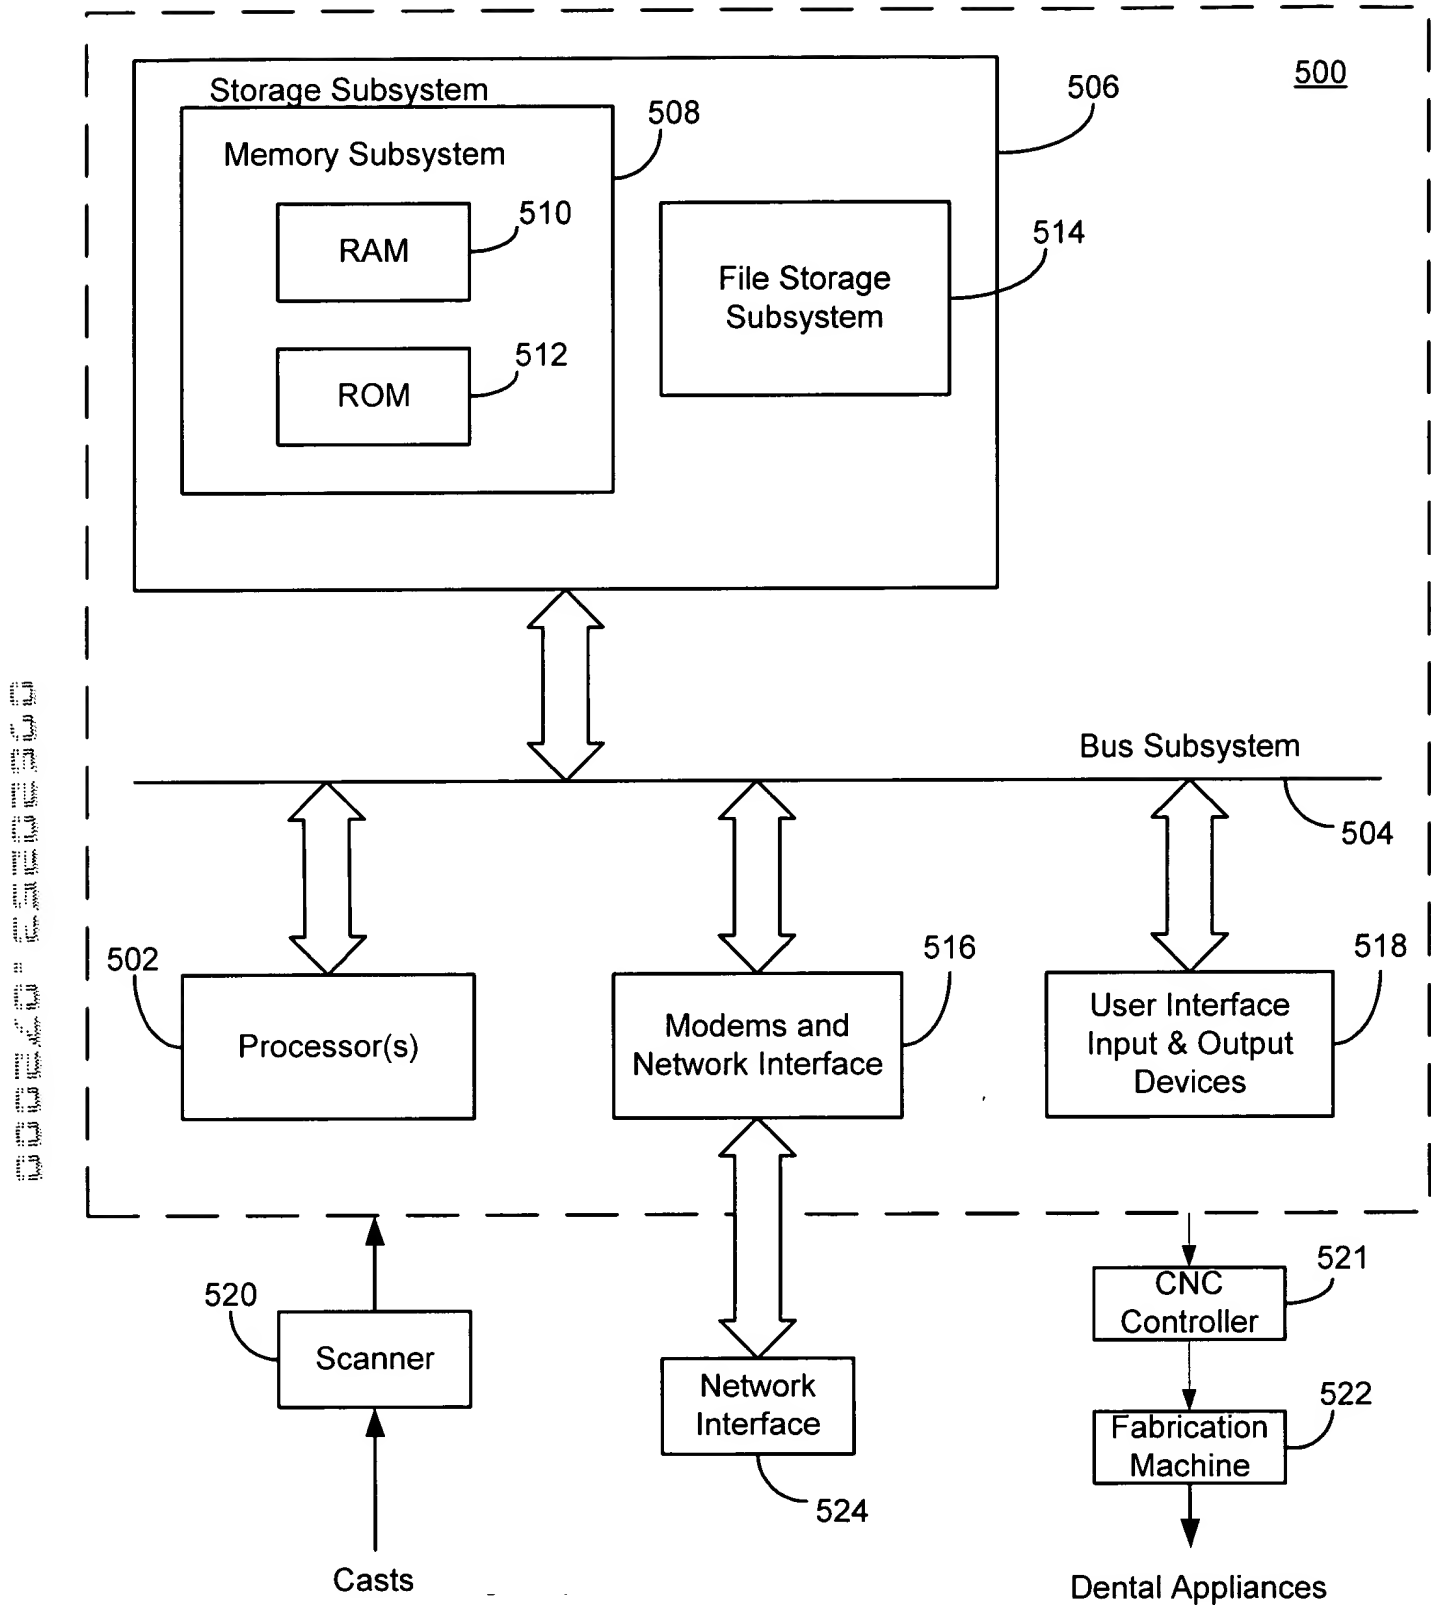 500
Storage Subsystem
506
508
Memory Subsystem
510
RAM
514
File Storage
Subsystem
512
ROM
Bus Subsystem
504
502
516
518
Processor(s)
Modems and
Network Interface
User Interface
Input & Output
Devices
520
Scanner
Network
Interface
524
521
CNC
Controller
522
Fabrication
Machine
Casts
Dental Appliances